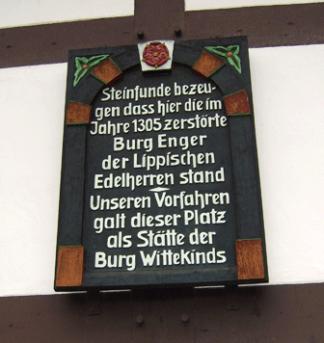 Steinfunde bezeu-
gen dass hier die im
Jahre 1305 zerstörte
Burg Enger
der Lippischen
Edelherren stand
Unseren Vorfahren
galt dieser Platz
als Stätte der
Burg Wittekinds